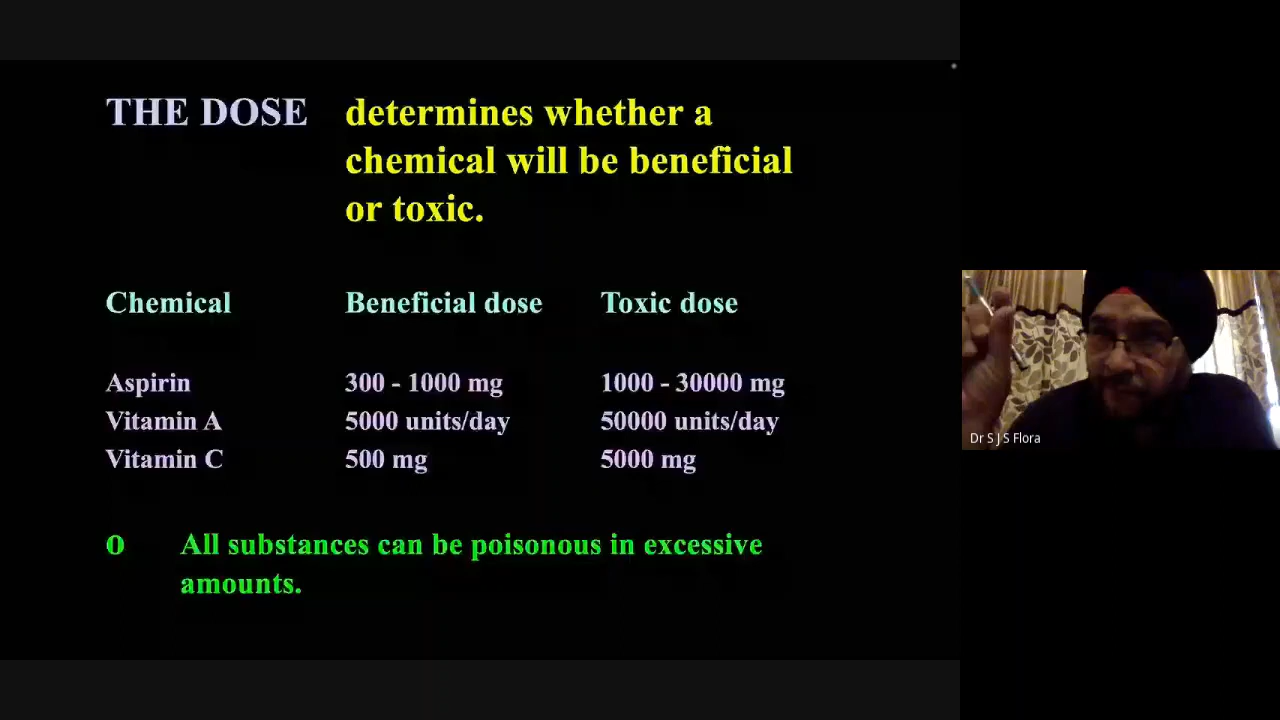 THE DOSE determines whether a
chemical will be beneficial
or toxic.
Chemical Beneficial dose Toxic dose
Aspirin 300 - 1000 mg 1000 - 30000 mg
Vitamin A 5000 units/day 50000 units/day
Vitamin C 500 mg 5000 mg
o All substances can be poisonous in excessive
amounts.
Dr S J S Flora